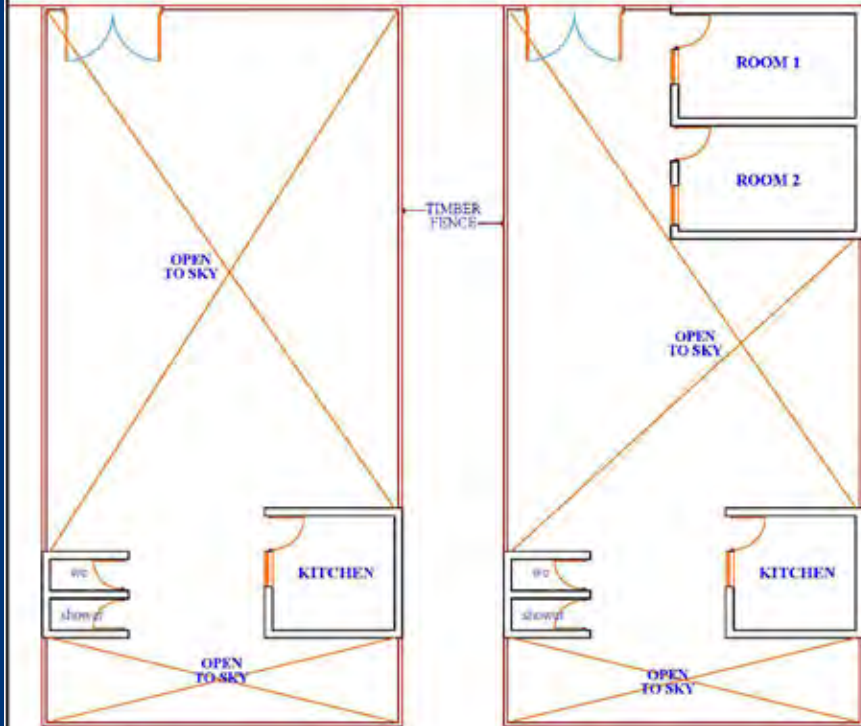 ROOM 1
ROOM 2
TIMBER
FENCE
OPEN
TO SKY
OPEN
TO SKY
wc
shower
KITCHEN
wc
shower
KITCHEN
OPEN
TO SKY
OPEN
TO SKY